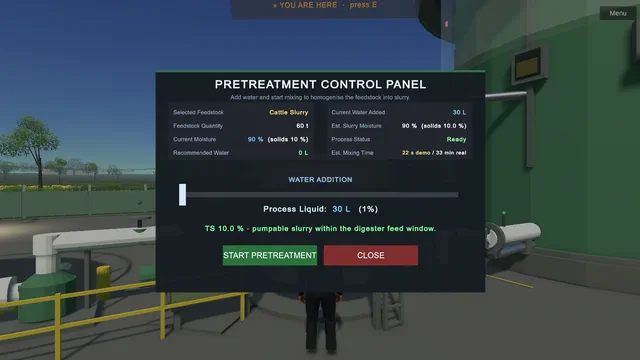 » YOU ARE HERE · press E
Menu
PRETREATMENT CONTROL PANEL
Add water and start mixing to homogenise the feedstock into slurry.
Selected Feedstock Cattle Slurry
Feedstock Quantity 60 t
Current Moisture 90 % (solids 10 %)
Recommended Water 0 L
Current Water Added 30 L
Est. Slurry Moisture 90 % (solids 10.0 %)
Process Status Ready
Est. Mixing Time 22 s demo / 33 min real
WATER ADDITION
Process Liquid: 30 L (1%)
TS 10.0 % - pumpable slurry within the digester feed window.
START PRETREATMENT
CLOSE